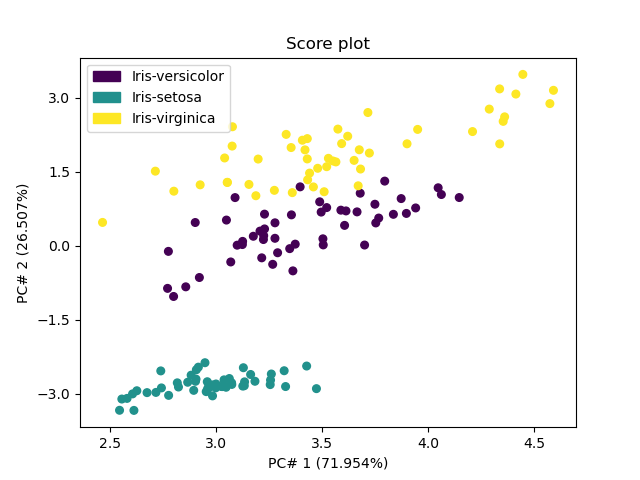 Score plot
Iris-versicolor
Iris-setosa
Iris-virginica
3.0
1.5
0.0
−1.5
−3.0
PC# 2 (26.507%)
2.5 3.0 3.5 4.0 4.5
PC# 1 (71.954%)